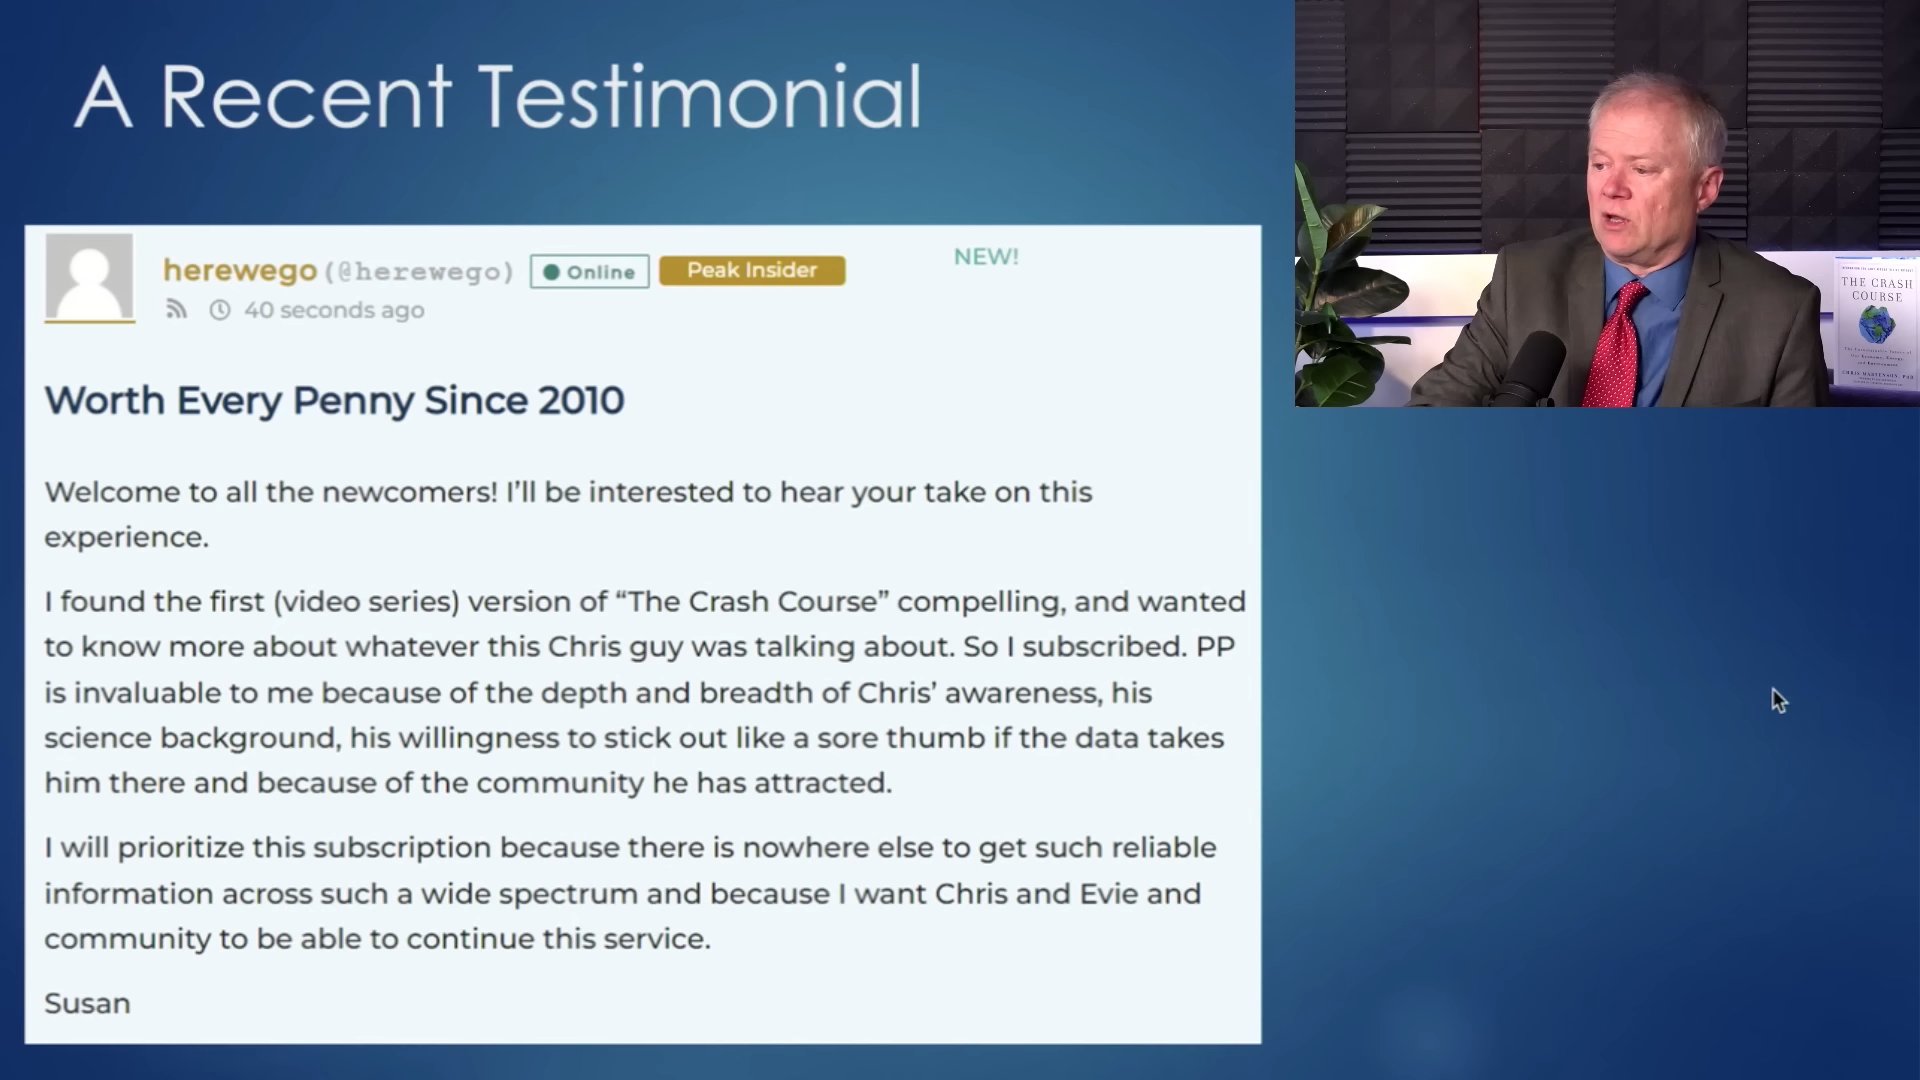 A Recent Testimonial
herewego (@herewego) Online Peak Insider NEW!
40 seconds ago
Worth Every Penny Since 2010
Welcome to all the newcomers! I’ll be interested to hear your take on this
experience.
I found the first (video series) version of “The Crash Course” compelling, and wanted
to know more about whatever this Chris guy was talking about. So I subscribed. PP
is invaluable to me because of the depth and breadth of Chris’ awareness, his
science background, his willingness to stick out like a sore thumb if the data takes
him there and because of the community he has attracted.
I will prioritize this subscription because there is nowhere else to get such reliable
information across such a wide spectrum and because I want Chris and Evie and
community to be able to continue this service.
Susan
THE CRASH
COURSE
CHRIS MARTENSON, PHD